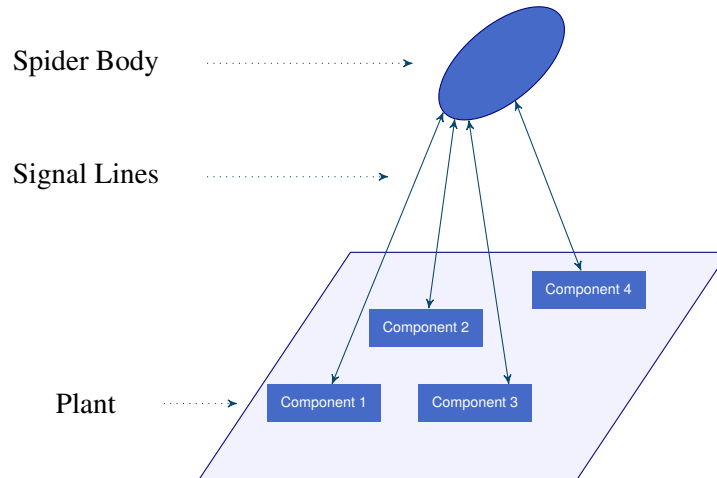 Spider Body
Signal Lines
Component 4
Component 2
Plant
Component 1
Component 3